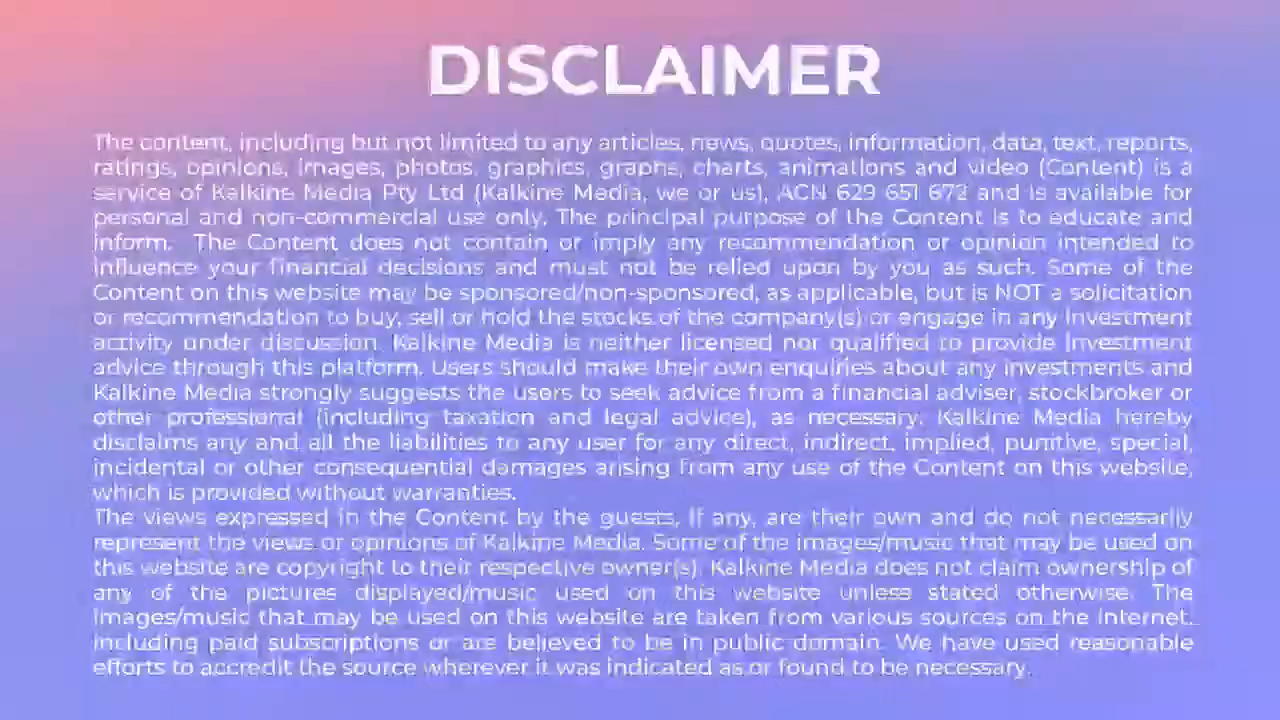 DISCLAIMER
The content, including but not limited to any articles, news, quotes, information, data, text, reports,
ratings, opinions, images, photos, graphics, graphs, charts, animations and video (Content) is a
service of Kalkine Media Pty Ltd (Kalkine Media, we or us), ACN 629 651 672 and is available for
personal and non-commercial use only. The principal purpose of the Content is to educate and
inform. The Content does not contain or imply any recommendation or opinion intended to
influence your financial decisions and must not be relied upon by you as such. Some of the
Content on this website may be sponsored/non-sponsored, as applicable, but is NOT a solicitation
or recommendation to buy, sell or hold the stocks of the company(s) or engage in any investment
activity under discussion. Kalkine Media is neither licensed nor qualified to provide investment
advice through this platform. Users should make their own enquiries about any investments and
Kalkine Media strongly suggests the users to seek advice from a financial adviser, stockbroker or
other professional (including taxation and legal advice), as necessary. Kalkine Media hereby
disclaims any and all the liabilities to any user for any direct, indirect, implied, punitive, special,
incidental or other consequential damages arising from any use of the Content on this website,
which is provided without warranties.
The views expressed in the Content by the guests, if any, are their own and do not necessarily
represent the views or opinions of Kalkine Media. Some of the images/music that may be used on
this website are copyright to their respective owner(s). Kalkine Media does not claim ownership of
any of the pictures displayed/music used on this website unless stated otherwise. The
images/music that may be used on this website are taken from various sources on the internet,
including paid subscriptions or are believed to be in public domain. We have used reasonable
efforts to accredit the source wherever it was indicated as or found to be necessary.